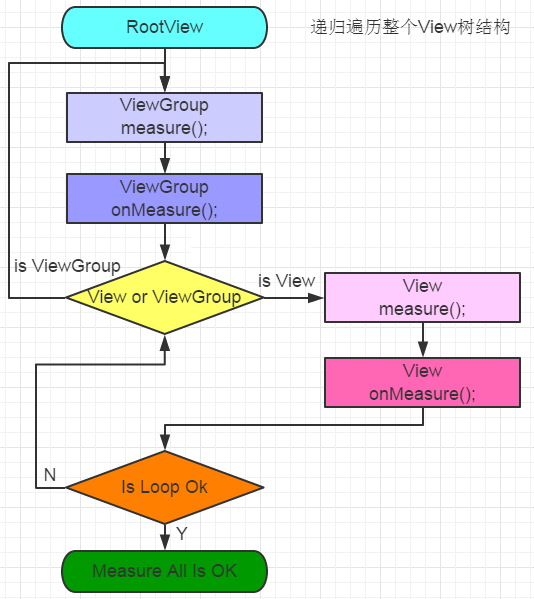 RootView
递归遍历整个View树结构
ViewGroup
measure();
ViewGroup
onMeasure();
is ViewGroup
View or ViewGroup
is View
View
measure();
View
onMeasure();
N
Is Loop Ok
Y
Measure All Is OK